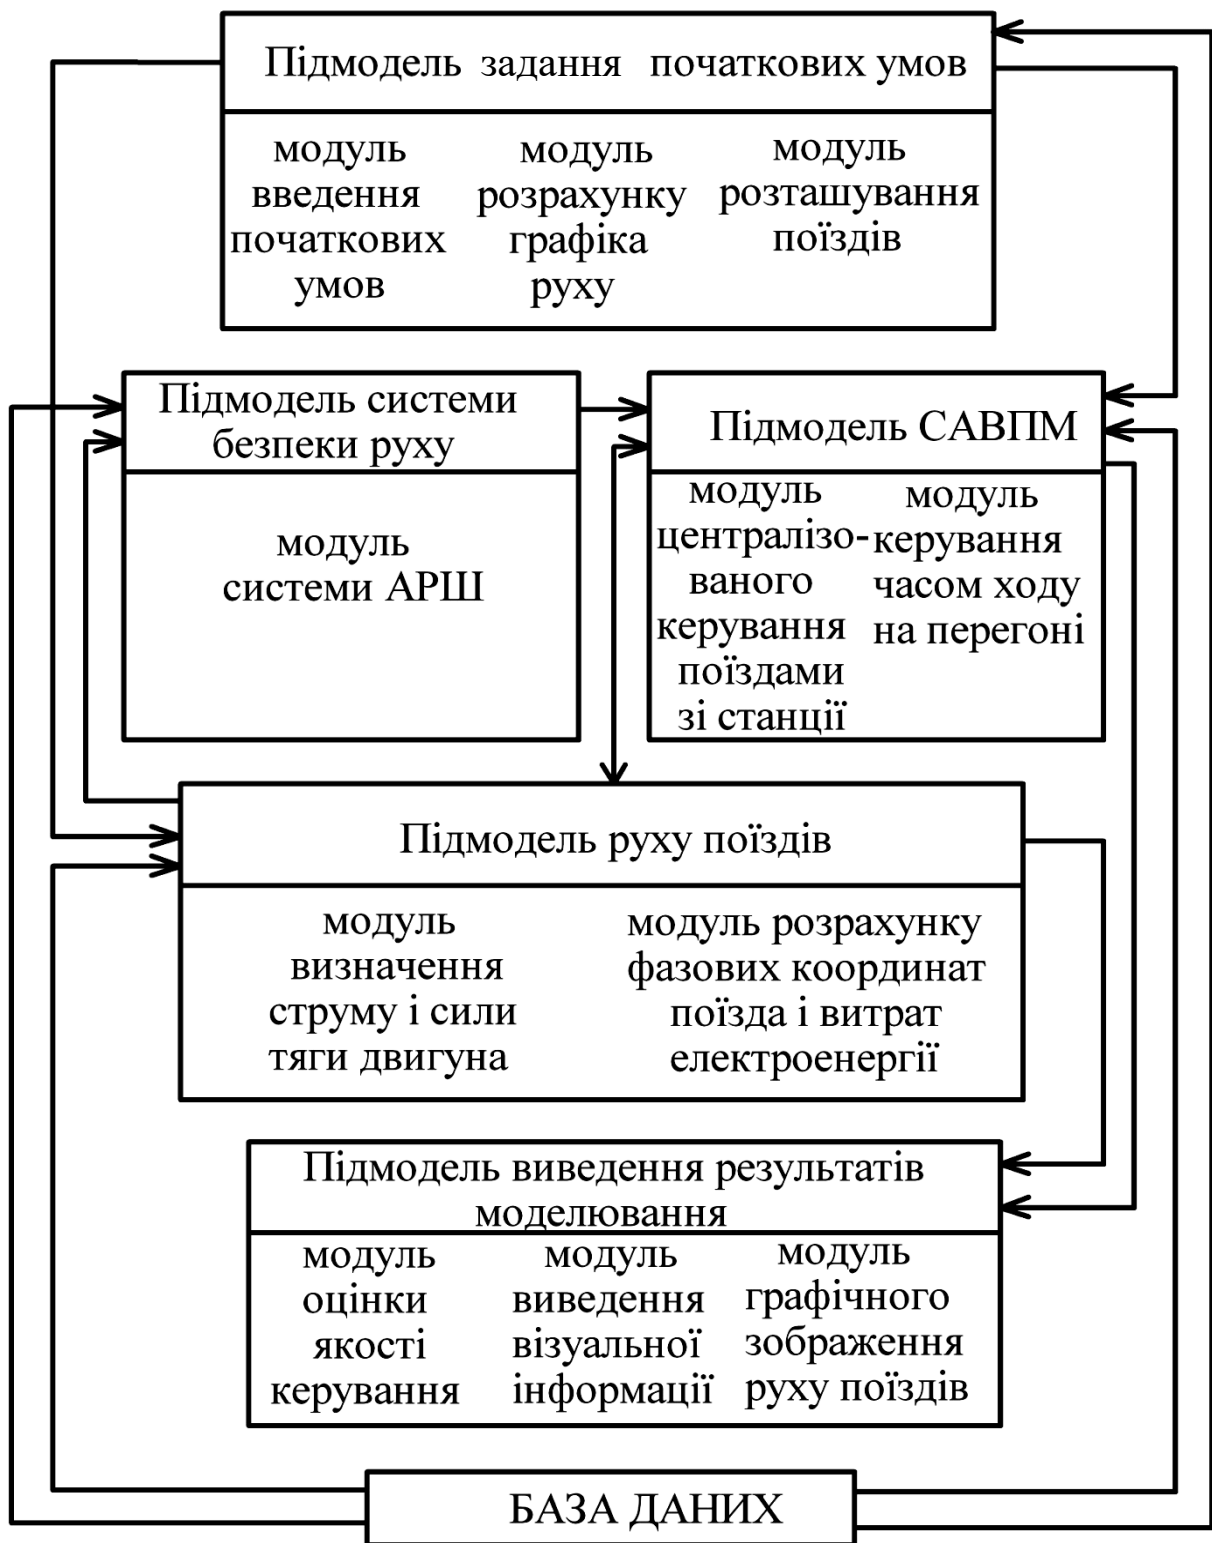 Підмодель задання початкових умов
модуль
введення
початкових
умов
модуль
розрахунку
графіка
руху
модуль
розташування
поїздів
Підмодель системи
безпеки руху
модуль
системи АРШ
Підмодель САВПМ
модуль
централізо-
ваного
керування
поїздами
зі станції
модуль
керування
часом ходу
на перегоні
Підмодель руху поїздів
модуль
визначення
струму і сили
тяги двигуна
модуль розрахунку
фазових координат
поїзда і витрат
електроенергії
Підмодель виведення результатів
моделювання
модуль
оцінки
якості
керування
модуль
виведення
візуальної
інформації
модуль
графічного
зображення
руху поїздів
БАЗА ДАНИХ